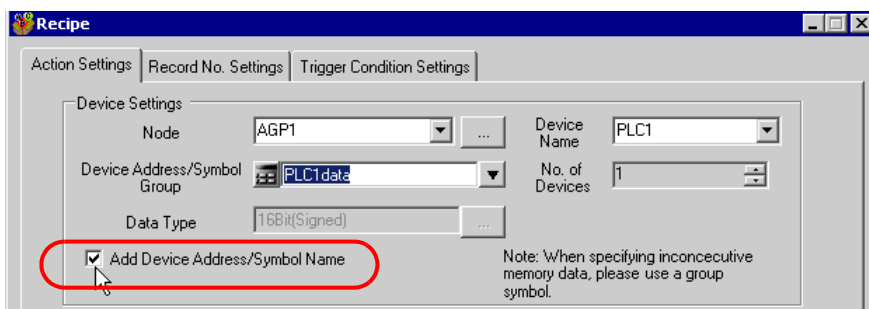 Recipe
Action Settings Record No. Settings Trigger Condition Settings
Device Settings
Node AGP1 ... Device Name PLC1
Device Address/Symbol Group PLC1data No. of Devices 1
Data Type 16Bit(Signed) ...
Add Device Address/Symbol Name
Note: When specifying inconcecutive
memory data, please use a group
symbol.